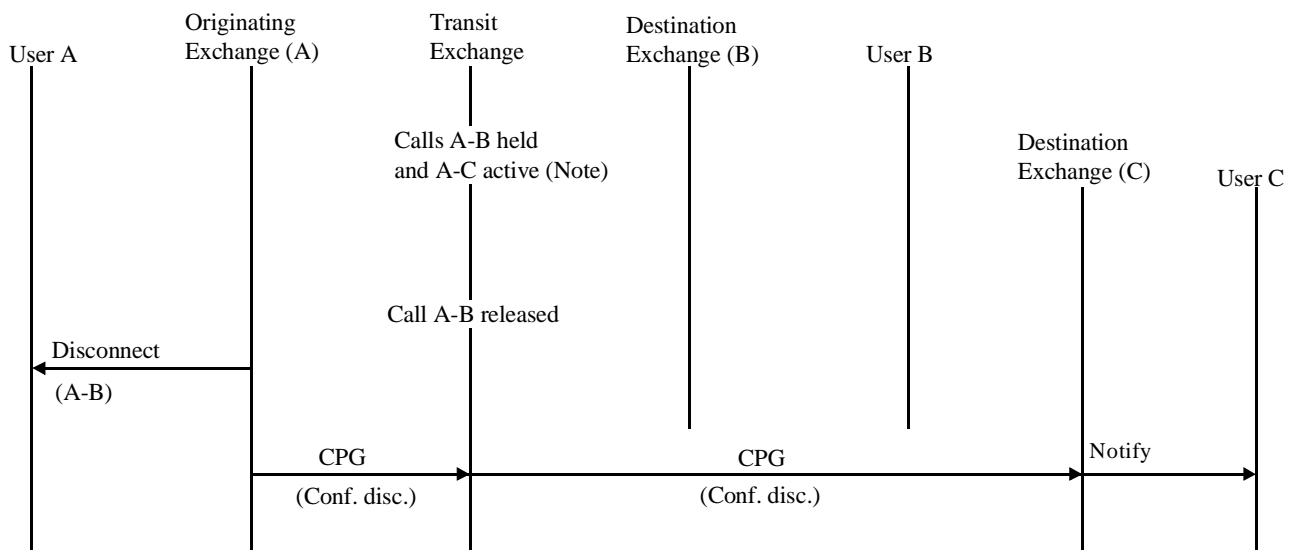 Originating
Exchange (A)
Transit
Exchange
Destination
Exchange (B)
User A
User B
Calls A-B held
and A-C active (Note)
Destination
Exchange (C)
User C
Call A-B released
Disconnect
(A-B)
CPG
(Conf. disc.)
CPG
(Conf. disc.)
Notify